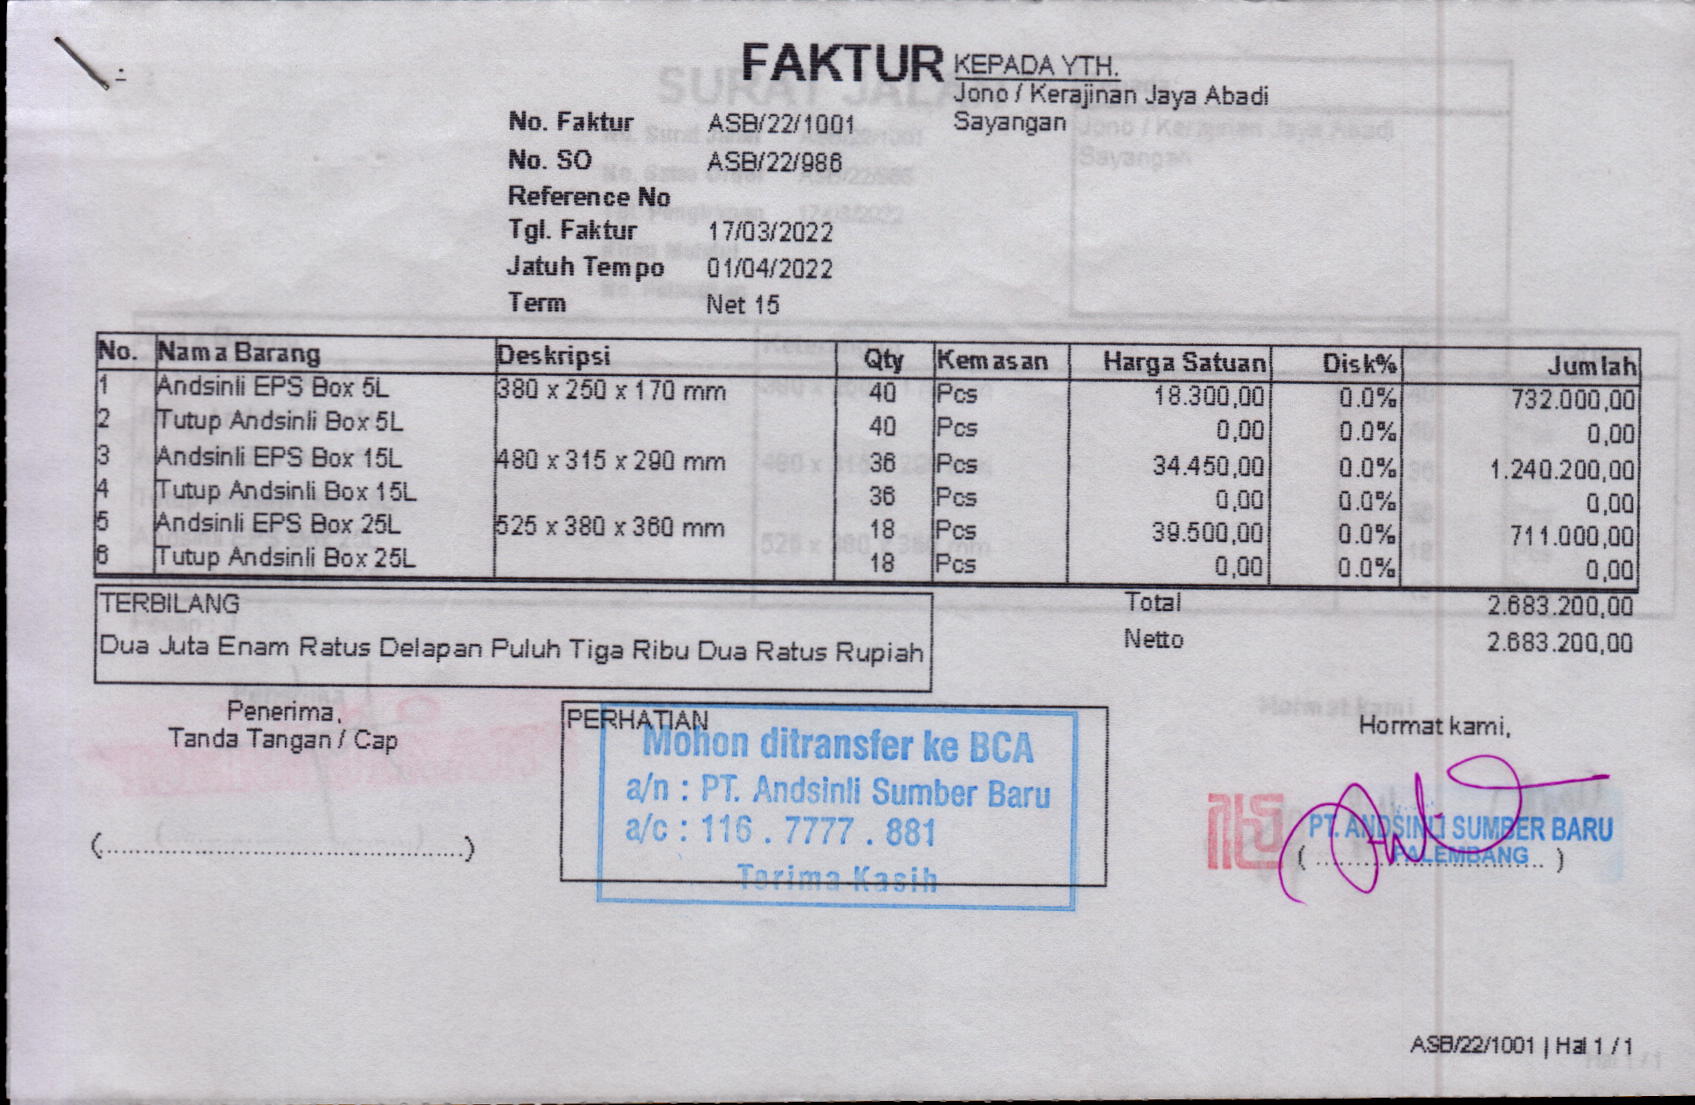 FAKTUR
KEPADA YTH.
Jono / Kerajinan Jaya Abadi
Sayangan
No. Faktur ASB/22/1001
No. SO ASB/22/986
Reference No
Tgl. Faktur 17/03/2022
Jatuh Tempo 01/04/2022
Term Net 15
No. Nama Barang Deskripsi Qty Kemasan Harga Satuan Disk% Jumlah
1 Andsinli EPS Box 5L 380 x 250 x 170 mm 40 Pcs 18.300,00 0.0% 732.000,00
2 Tutup Andsinli Box 5L 40 Pcs 0,00 0.0% 0,00
3 Andsinli EPS Box 15L 480 x 315 x 290 mm 36 Pcs 34.450,00 0.0% 1.240.200,00
4 Tutup Andsinli Box 15L 36 Pcs 0,00 0.0% 0,00
5 Andsinli EPS Box 25L 525 x 380 x 360 mm 18 Pcs 39.500,00 0.0% 711.000,00
6 Tutup Andsinli Box 25L 18 Pcs 0,00 0.0% 0,00
TERBILANG
Dua Juta Enam Ratus Delapan Puluh Tiga Ribu Dua Ratus Rupiah
Total 2.683.200,00
Netto 2.683.200,00
Penerima,
Tanda Tangan / Cap
(..........................................)
PERHATIAN
Mohon ditransfer ke BCA
a/n : PT. Andsinli Sumber Baru
a/c : 116 . 7777 . 881
Terima Kasih
Hormat kami,
PT. ANDSINLI SUMBER BARU
PALEMBANG
ASB/22/1001 | Hal 1 / 1